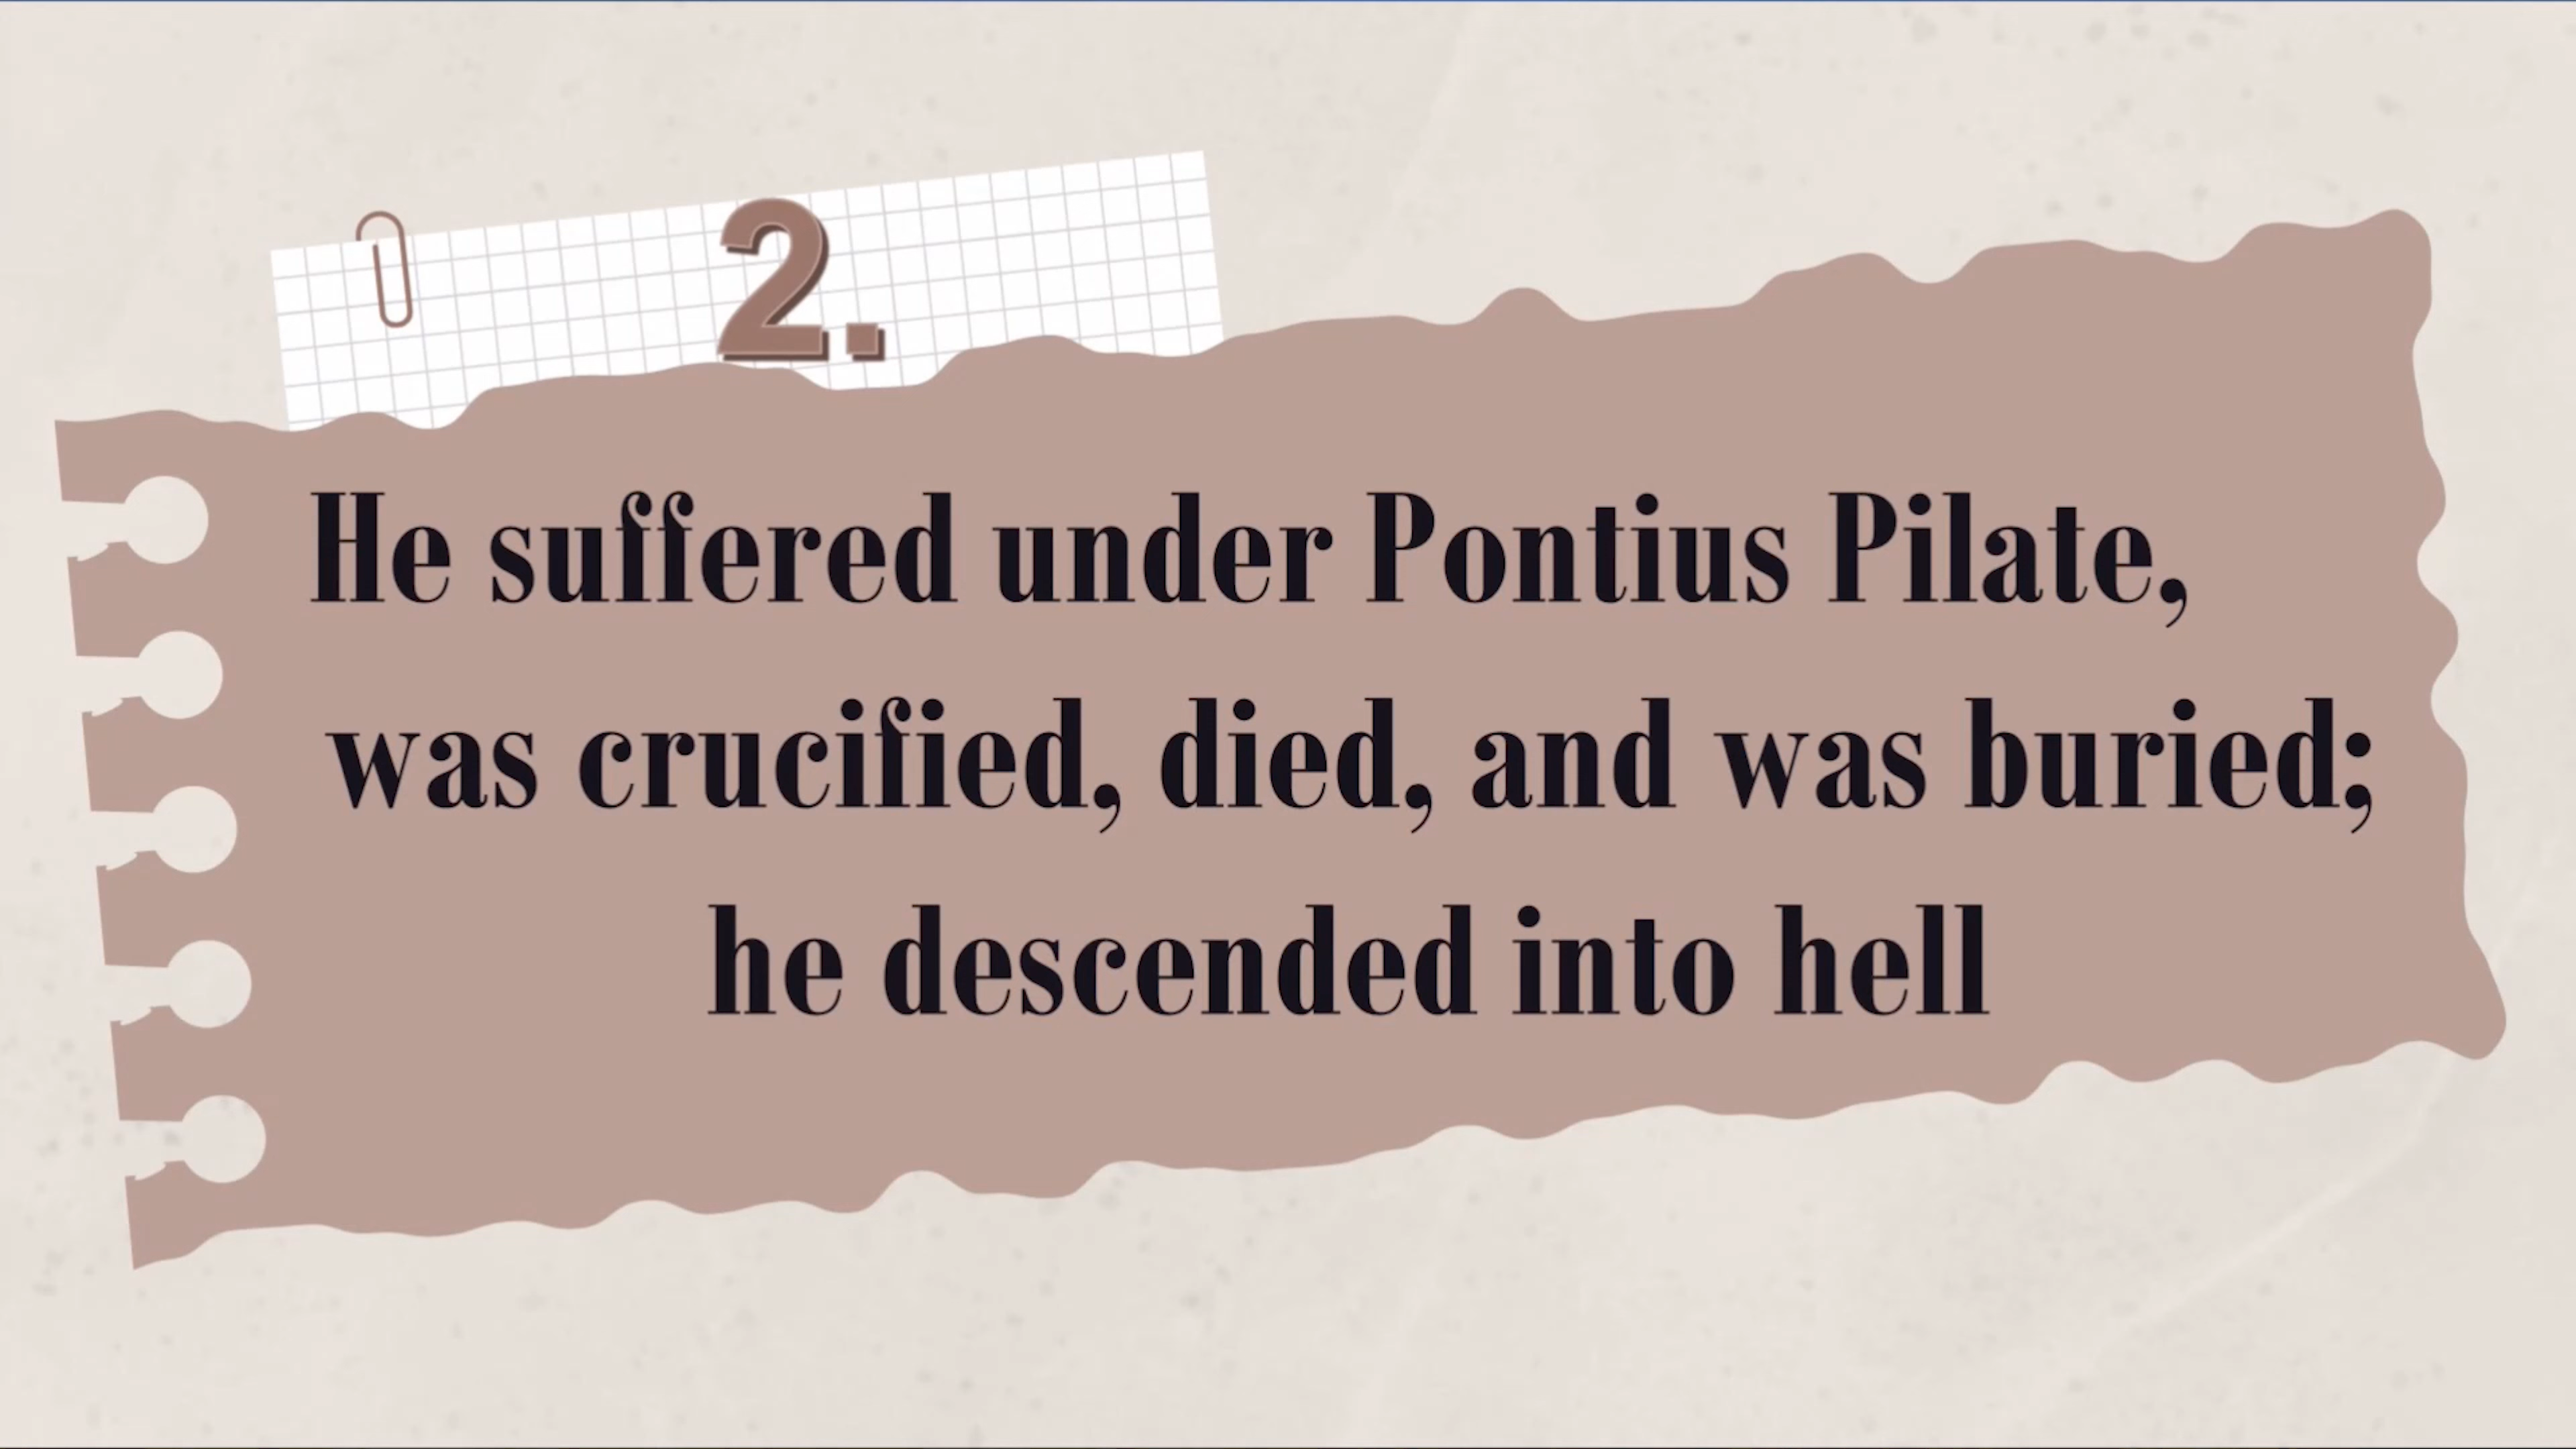 2.
He suffered under Pontius Pilate,
was crucified, died, and was buried;
he descended into hell